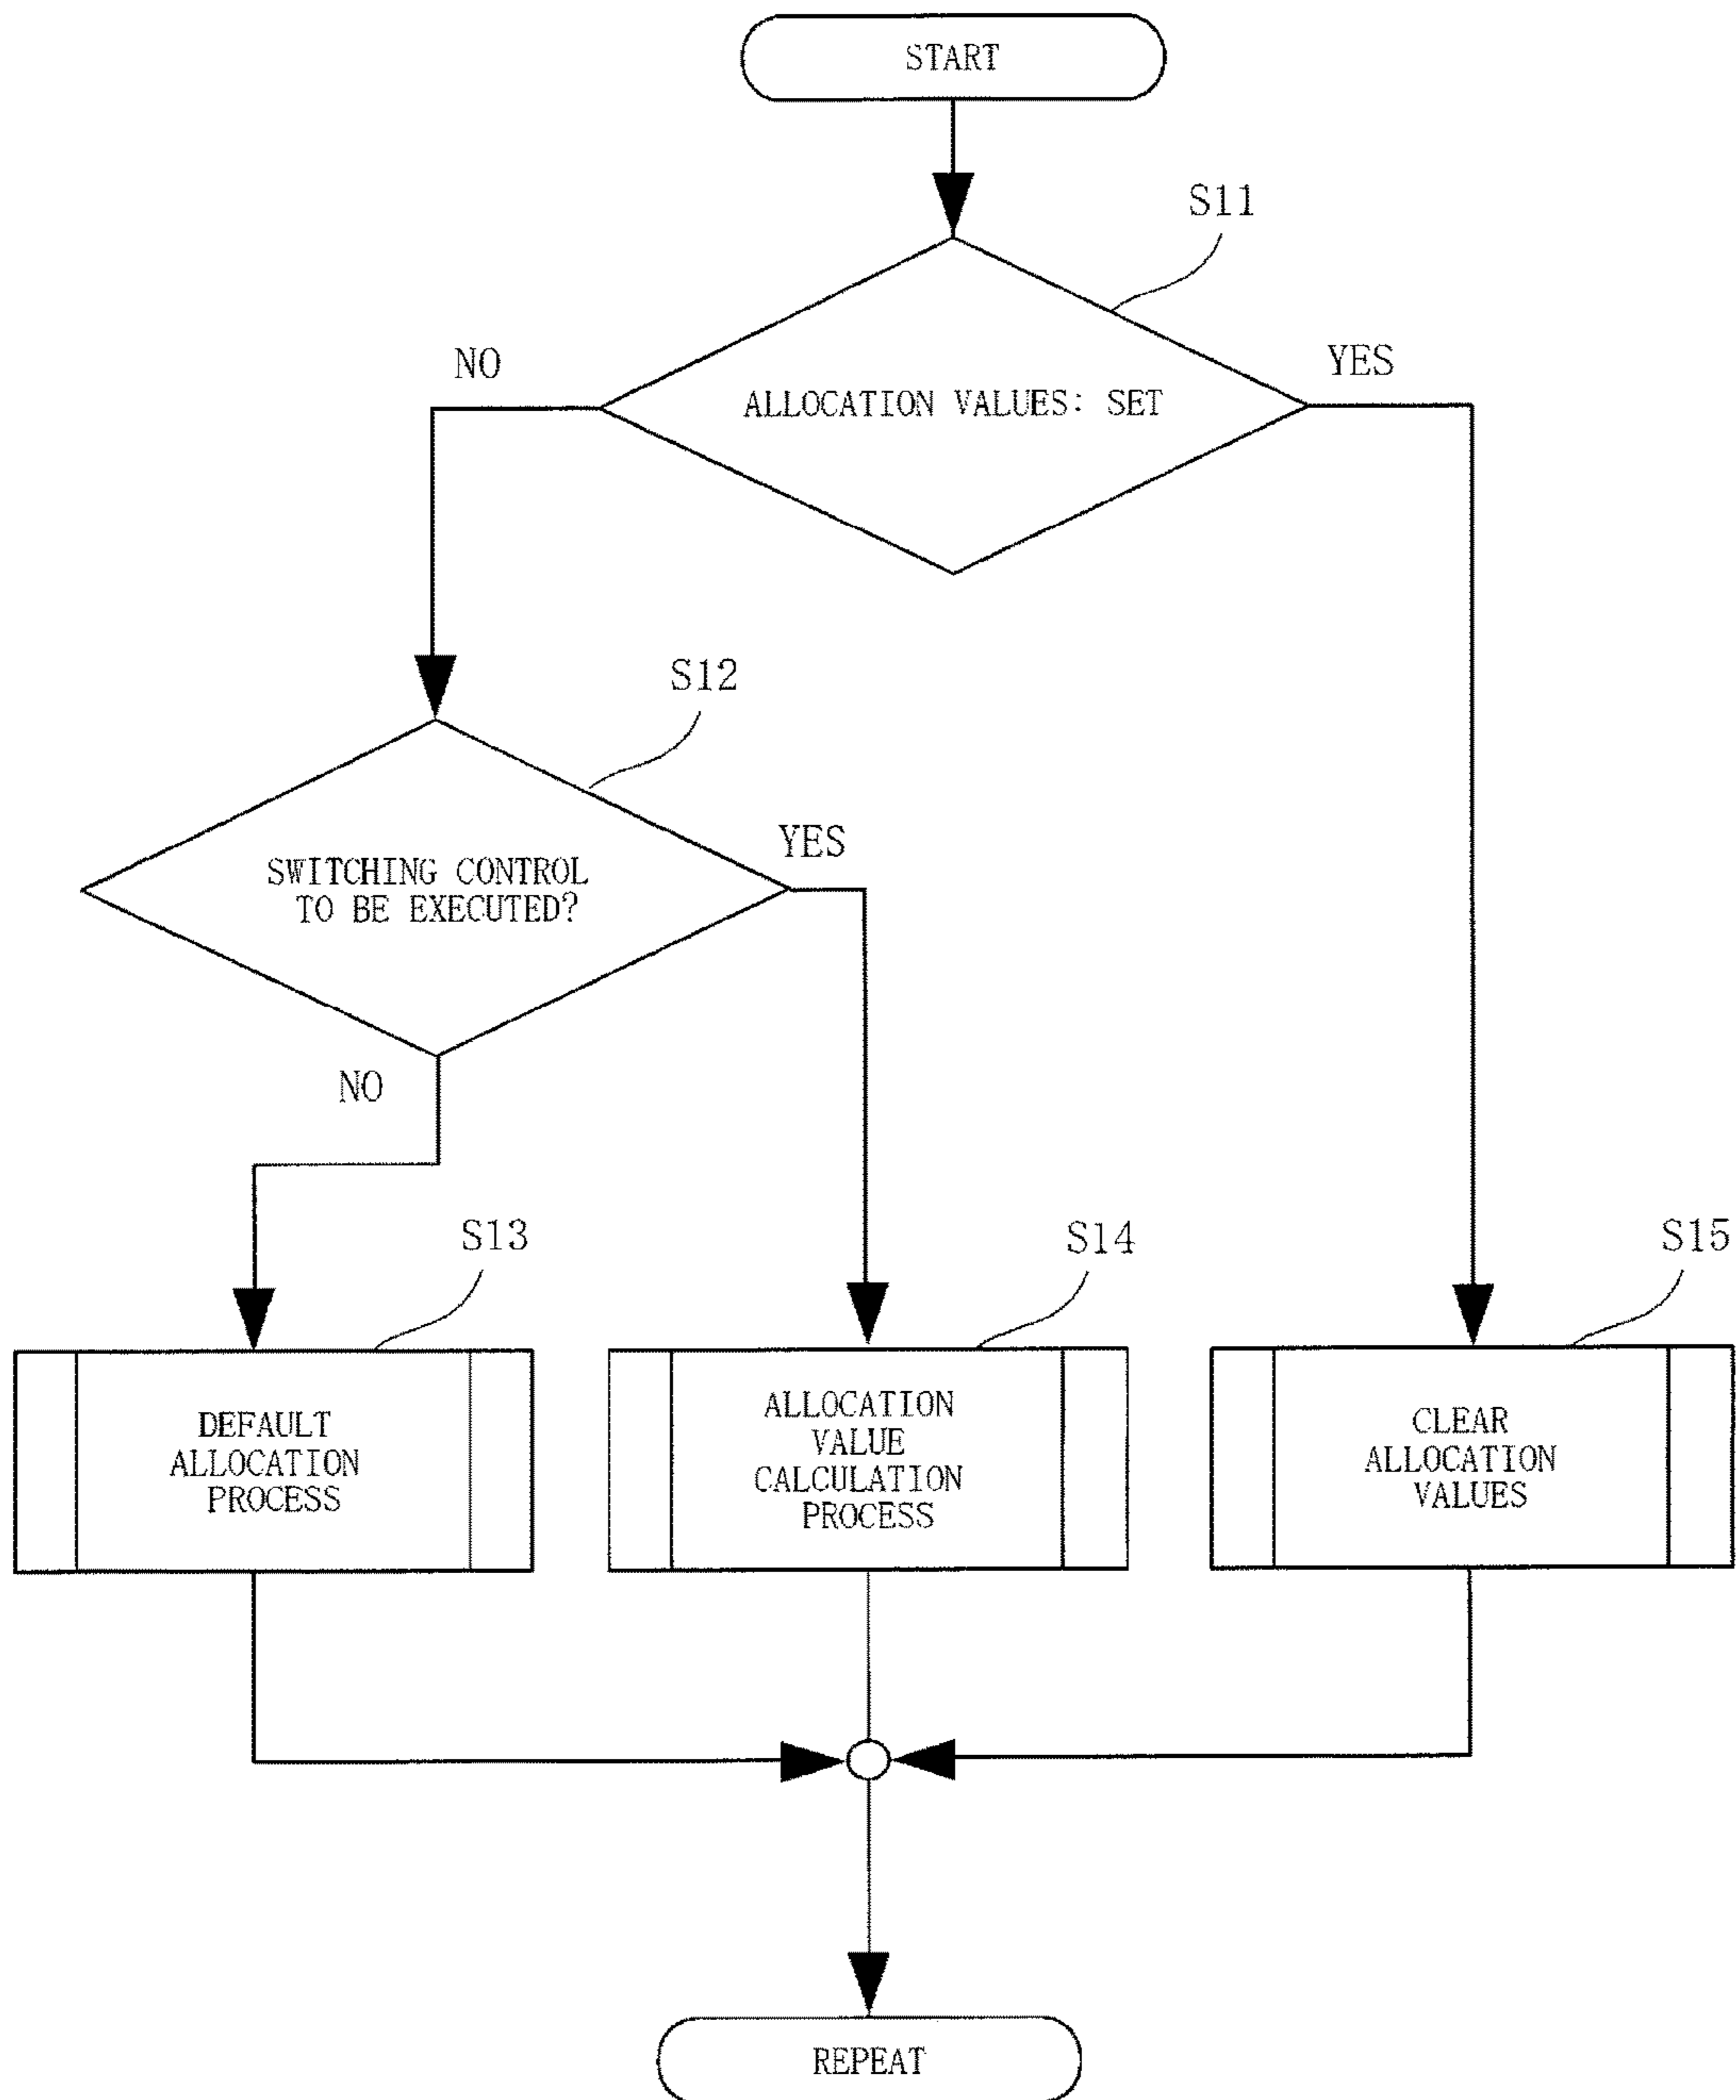 START
S11
NO
YES
ALLOCATION VALUES: SET
S12
YES
SWITCHING CONTROL
TO BE EXECUTED?
NO
S13
S14
S15
DEFAULT
ALLOCATION
PROCESS
ALLOCATION
VALUE
CALCULATION
PROCESS
CLEAR
ALLOCATION
VALUES
REPEAT